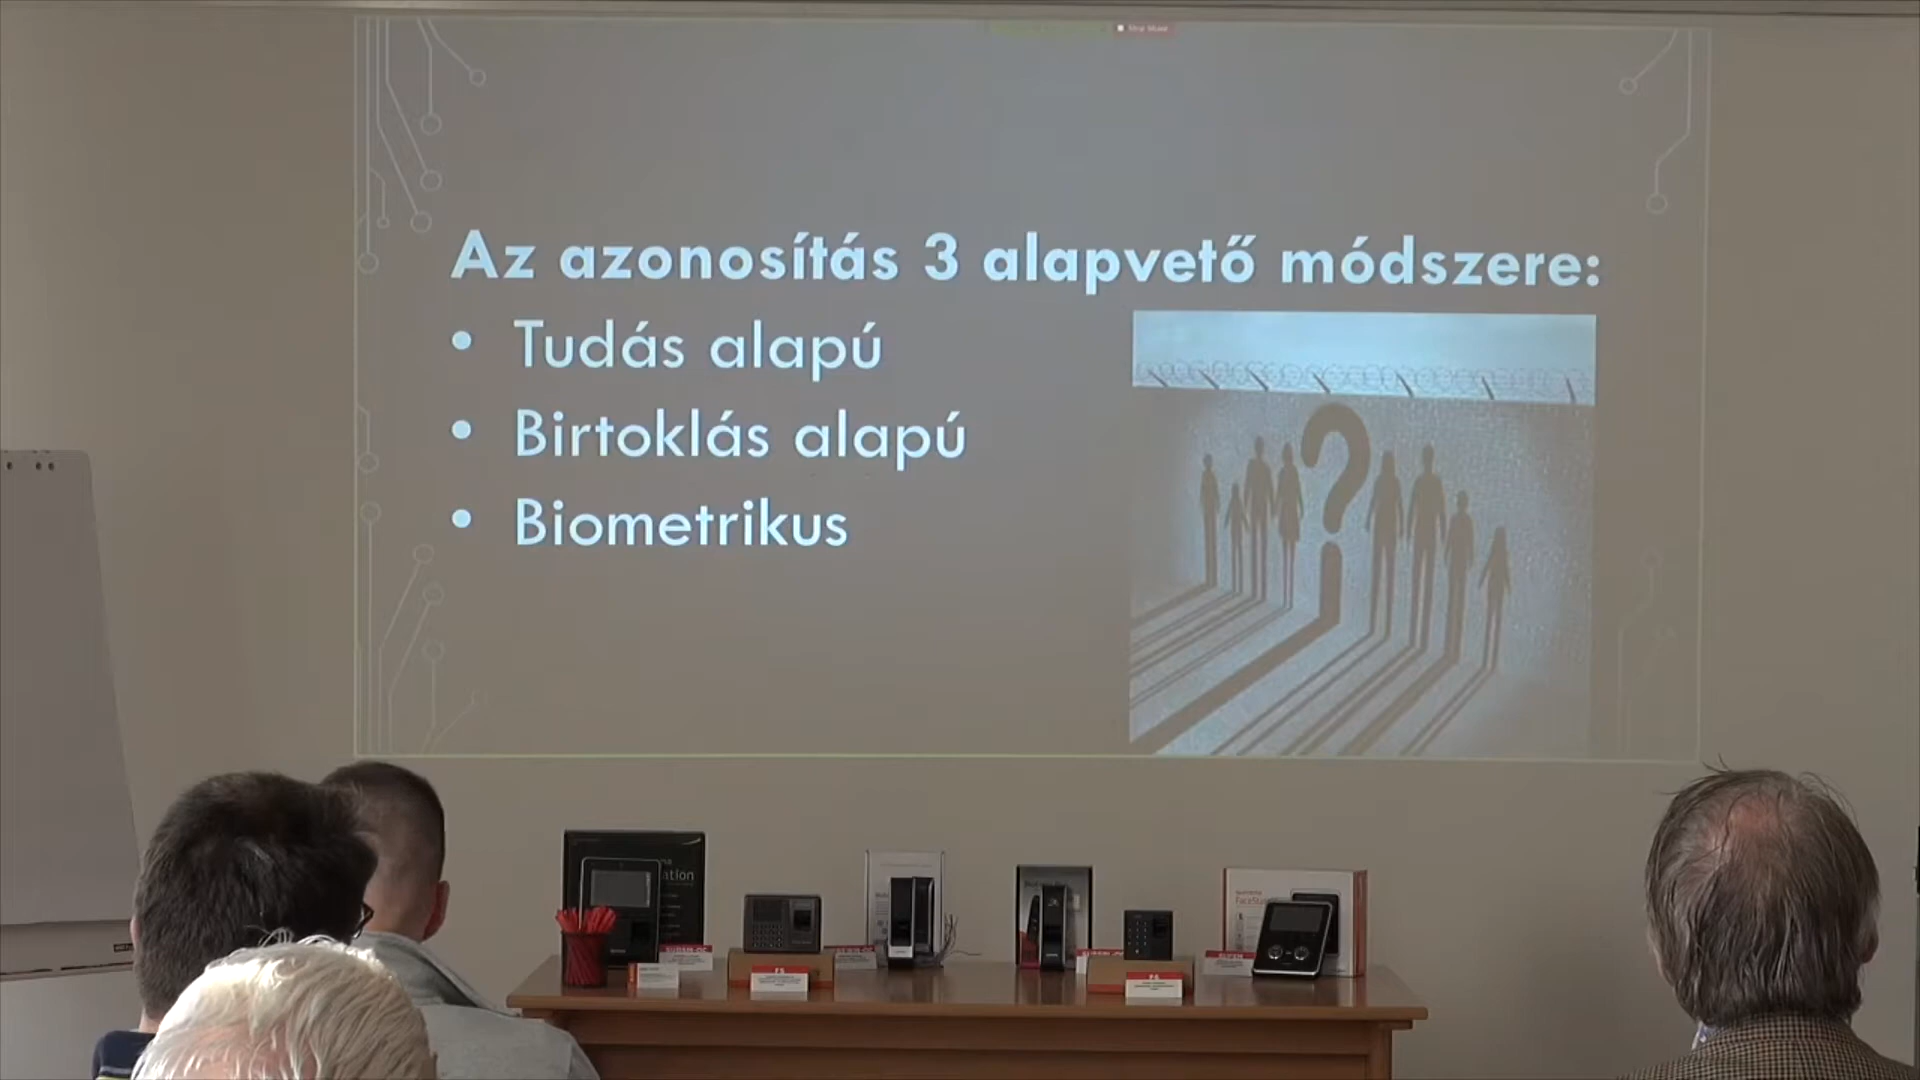 Az azonosítás 3 alapvető módszere:
• Tudás alapú
• Birtoklás alapú
• Biometrikus